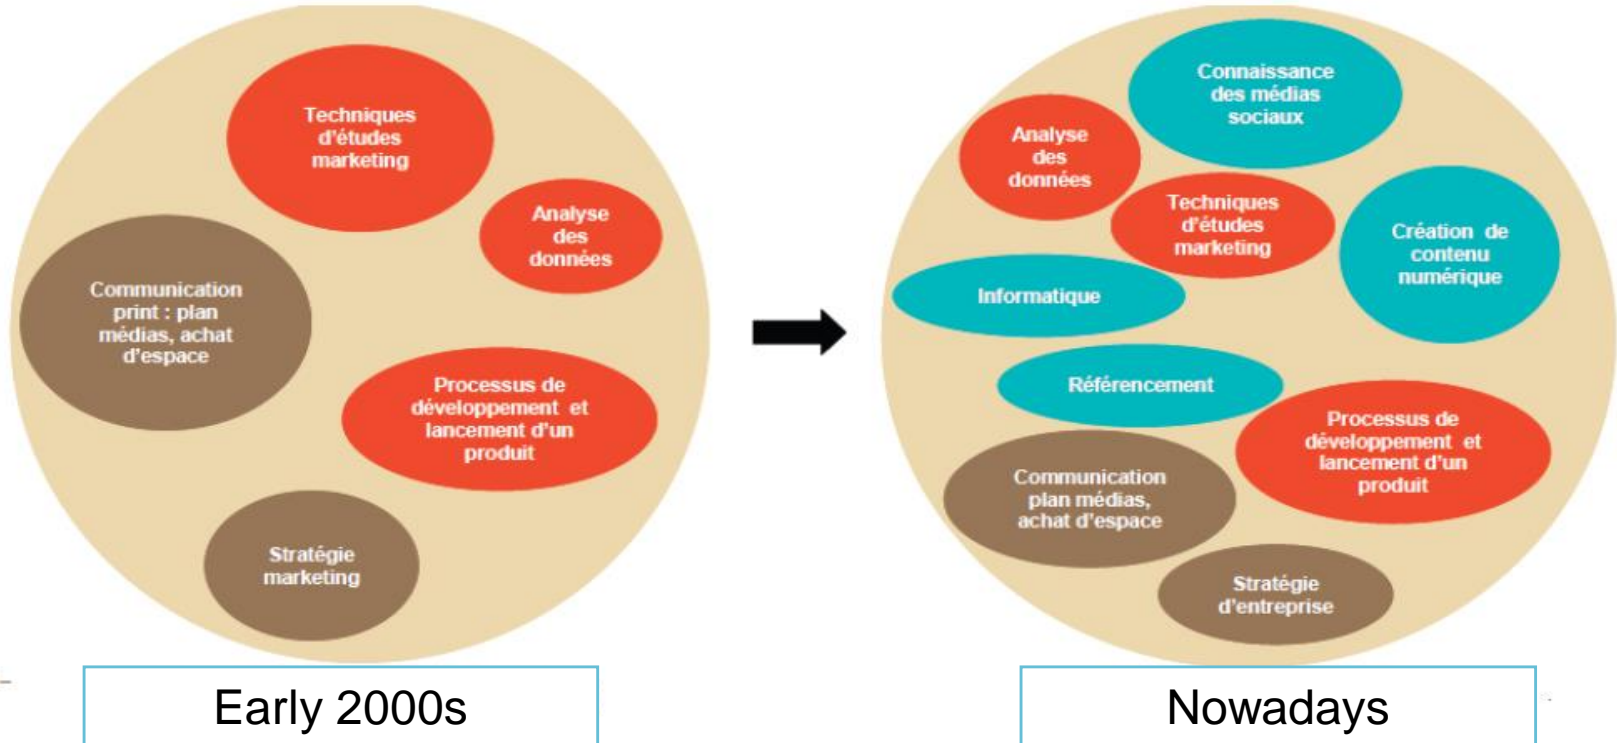 Techniques
d'études
marketing
Analyse
des
données
Communication
print : plan
médias, achat
d'espace
Processus de
développement et
lancement d'un
produit
Stratégie
marketing
Early 2000s
Connaissance
des médias
sociaux
Analyse
des
données
Techniques
d'études
marketing
Création de
contenu
numérique
Informatique
Référencement
Processus de
développement et
lancement d'un
produit
Communication
plan médias,
achat d'espace
Stratégie
d'entreprise
Nowadays